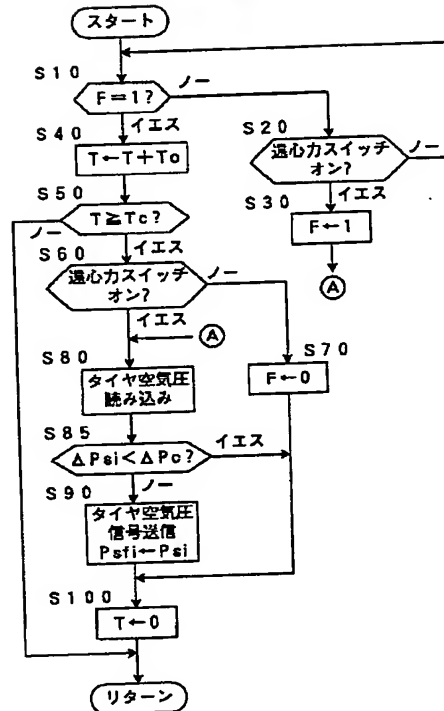 スタート
S10
F=1?
ノー
イエス
S40
T←T+To
S20
遠心力スイッチ
オン?
ノー
イエス
S30
F←1
Ⓐ
S50
T≧Tc?
ノー
イエス
S60
遠心力スイッチ
オン?
ノー
イエス
Ⓐ
S70
F←0
S80
タイヤ空気圧
読み込み
S85
ΔPsi<ΔPc?
イエス
ノー
S90
タイヤ空気圧
信号送信
Psfi←Psi
S100
T←0
リターン